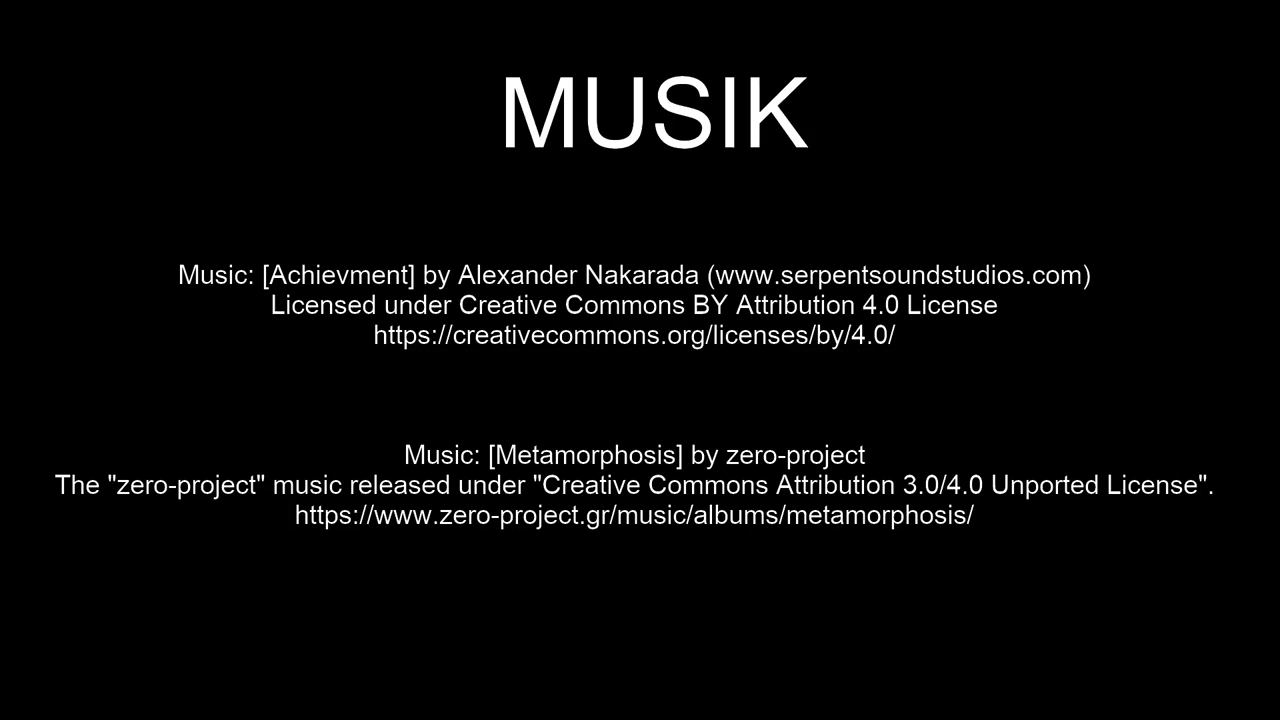 MUSIK
Music: [Achievment] by Alexander Nakarada (www.serpentsoundstudios.com)
Licensed under Creative Commons BY Attribution 4.0 License
https://creativecommons.org/licenses/by/4.0/
Music: [Metamorphosis] by zero-project
The "zero-project" music released under "Creative Commons Attribution 3.0/4.0 Unported License".
https://www.zero-project.gr/music/albums/metamorphosis/